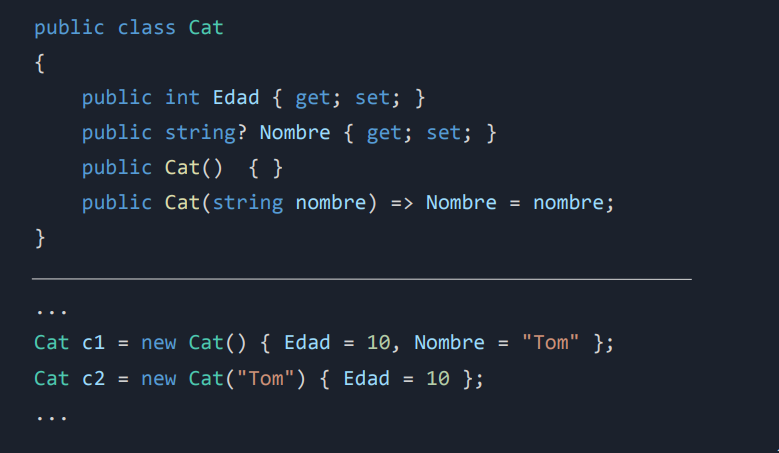 public class Cat
{
    public int Edad { get; set; }
    public string? Nombre { get; set; }
    public Cat()  { }
    public Cat(string nombre) => Nombre = nombre;
}
...
Cat c1 = new Cat() { Edad = 10, Nombre = "Tom" };
Cat c2 = new Cat("Tom") { Edad = 10 };
...